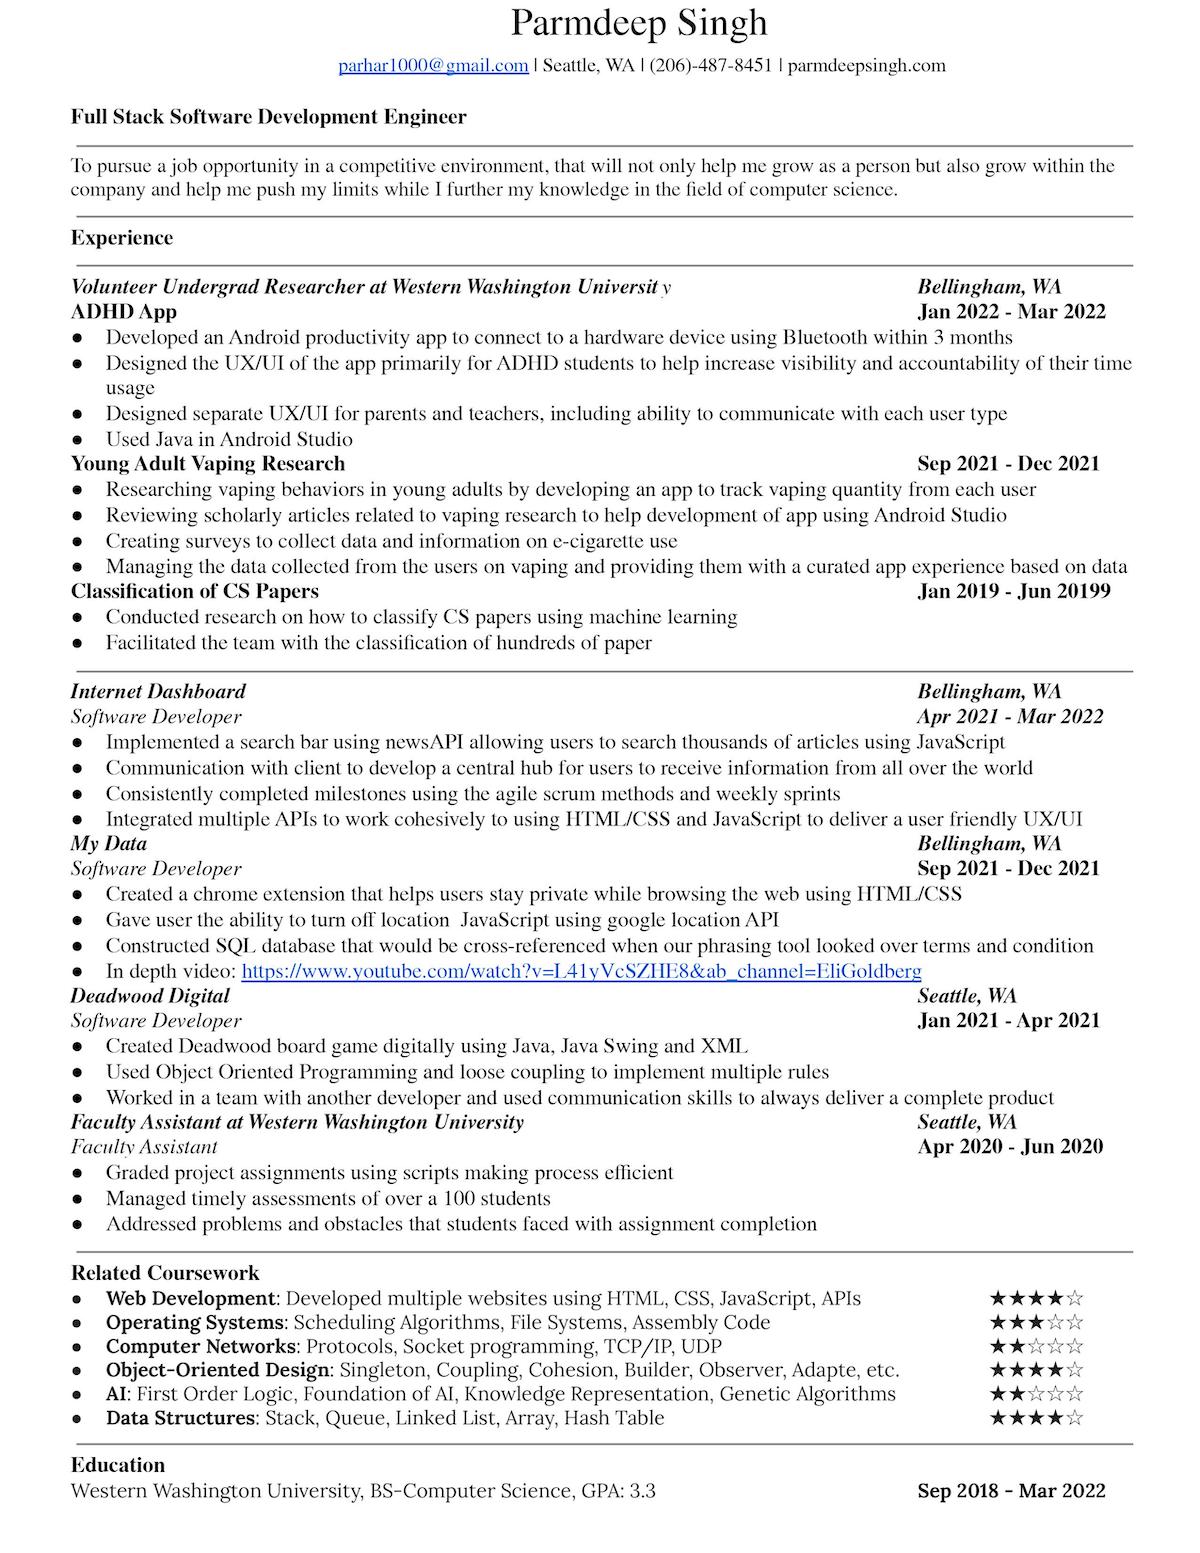 Parmdeep Singh
parhar1000@gmail.com | Seattle, WA | (206)-487-8451 | parmdeepsingh.com
Full Stack Software Development Engineer
To pursue a job opportunity in a competitive environment, that will not only help me grow as a person but also grow within the
company and help me push my limits while I further my knowledge in the field of computer science.
Experience
Volunteer Undergrad Researcher at Western Washington University Bellingham, WA
ADHD App Jan 2022 - Mar 2022
● Developed an Android productivity app to connect to a hardware device using Bluetooth within 3 months
● Designed the UX/UI of the app primarily for ADHD students to help increase visibility and accountability of their time
usage
● Designed separate UX/UI for parents and teachers, including ability to communicate with each user type
● Used Java in Android Studio
Young Adult Vaping Research Sep 2021 - Dec 2021
● Researching vaping behaviors in young adults by developing an app to track vaping quantity from each user
● Reviewing scholarly articles related to vaping research to help development of app using Android Studio
● Creating surveys to collect data and information on e-cigarette use
● Managing the data collected from the users on vaping and providing them with a curated app experience based on data
Classification of CS Papers Jan 2019 - Jun 20199
● Conducted research on how to classify CS papers using machine learning
● Facilitated the team with the classification of hundreds of paper
Internet Dashboard Bellingham, WA
Software Developer Apr 2021 - Mar 2022
● Implemented a search bar using newsAPI allowing users to search thousands of articles using JavaScript
● Communication with client to develop a central hub for users to receive information from all over the world
● Consistently completed milestones using the agile scrum methods and weekly sprints
● Integrated multiple APIs to work cohesively to using HTML/CSS and JavaScript to deliver a user friendly UX/UI
My Data Bellingham, WA
Software Developer Sep 2021 - Dec 2021
● Created a chrome extension that helps users stay private while browsing the web using HTML/CSS
● Gave user the ability to turn off location JavaScript using google location API
● Constructed SQL database that would be cross-referenced when our phrasing tool looked over terms and condition
● In depth video: https://www.youtube.com/watch?v=L41yVcSZHE8&ab_channel=EliGoldberg
Deadwood Digital Seattle, WA
Software Developer Jan 2021 - Apr 2021
● Created Deadwood board game digitally using Java, Java Swing and XML
● Used Object Oriented Programming and loose coupling to implement multiple rules
● Worked in a team with another developer and used communication skills to always deliver a complete product
Faculty Assistant at Western Washington University Seattle, WA
Faculty Assistant Apr 2020 - Jun 2020
● Graded project assignments using scripts making process efficient
● Managed timely assessments of over a 100 students
● Addressed problems and obstacles that students faced with assignment completion
Related Coursework
● Web Development: Developed multiple websites using HTML, CSS, JavaScript, APIs ★★★★☆
● Operating Systems: Scheduling Algorithms, File Systems, Assembly Code ★★★☆☆
● Computer Networks: Protocols, Socket programming, TCP/IP, UDP ★★☆☆☆
● Object-Oriented Design: Singleton, Coupling, Cohesion, Builder, Observer, Adapte, etc. ★★★★☆
● AI: First Order Logic, Foundation of AI, Knowledge Representation, Genetic Algorithms ★★☆☆☆
● Data Structures: Stack, Queue, Linked List, Array, Hash Table ★★★★☆
Education
Western Washington University, BS-Computer Science, GPA: 3.3 Sep 2018 - Mar 2022